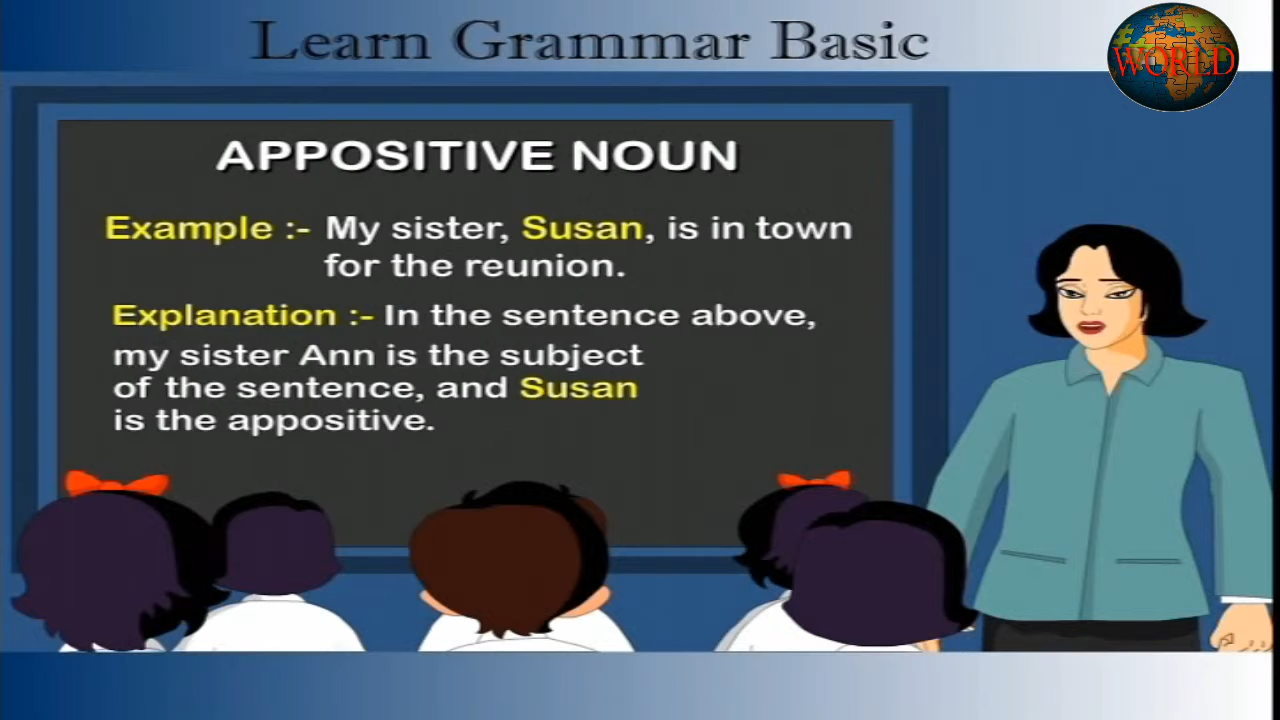 Learn Grammar Basic
WORLD
APPOSITIVE NOUN
Example :- My sister, Susan, is in town
for the reunion.
Explanation :- In the sentence above,
my sister Ann is the subject
of the sentence, and Susan
is the appositive.